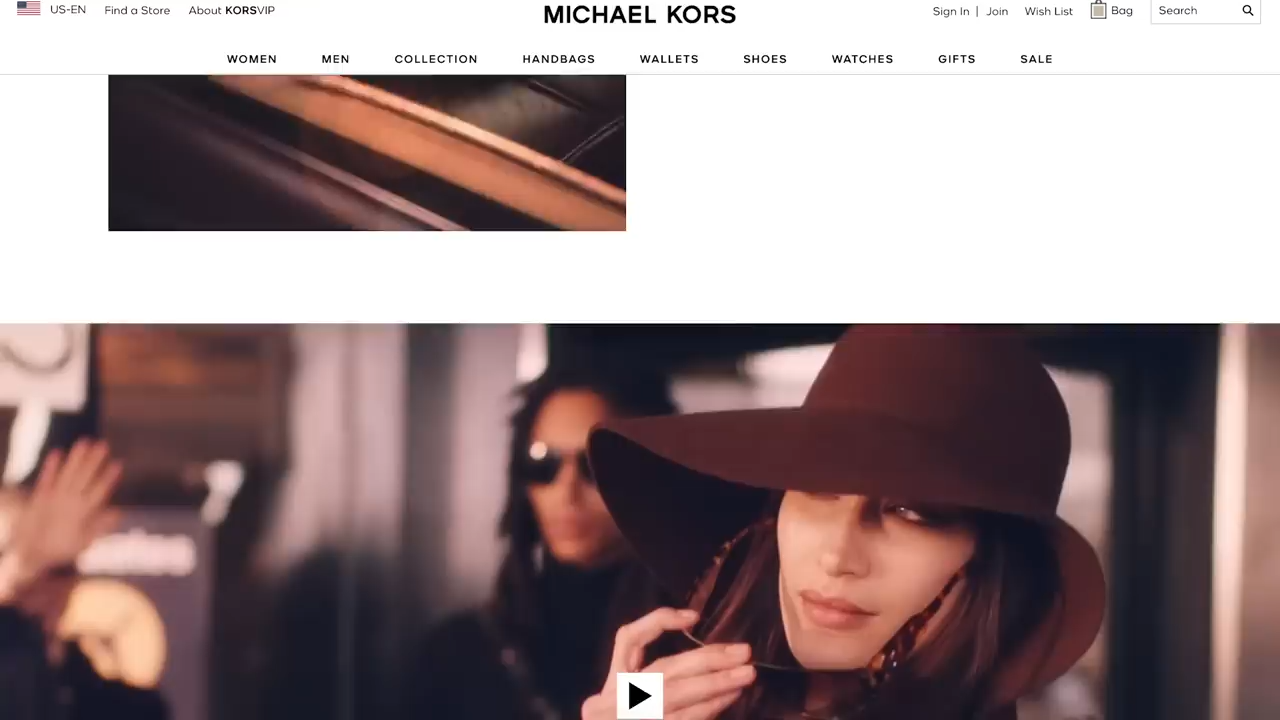 US-EN Find a Store About KORSVIP MICHAEL KORS Sign In | Join Wish List Bag Search
WOMEN MEN COLLECTION HANDBAGS WALLETS SHOES WATCHES GIFTS SALE